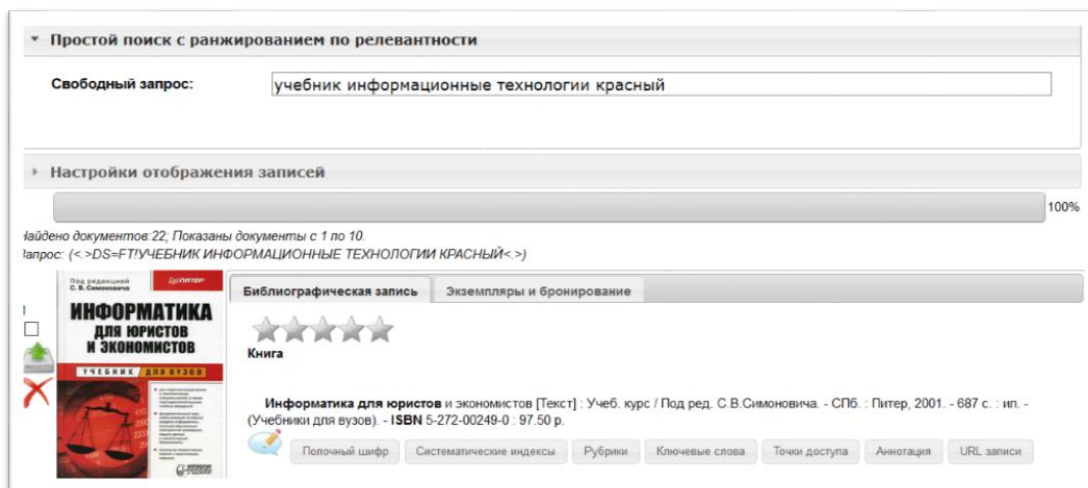 Простой поиск с ранжированием по релевантности
Свободный запрос:
учебник информационные технологии красный
Настройки отображения записей
100%
Найдено документов:22; Показаны документы с 1 по 10.
Запрос: (<.>DS=FT!УЧЕБНИК ИНФОРМАЦИОННЫЕ ТЕХНОЛОГИИ КРАСНЫЙ<.>)
Под редакцией
С. В. Симоновича
ПИТЕР
ИНФОРМАТИКА
ДЛЯ ЮРИСТОВ
И ЭКОНОМИСТОВ
УЧЕБНИК ДЛЯ ВУЗОВ
Библиографическая запись
Экземпляры и бронирование
Книга
Информатика для юристов и экономистов [Текст] : Учеб. курс / Под ред. С.В.Симоновича. - СПб. : Питер, 2001. - 687 с. : ил. -
(Учебники для вузов). - ISBN 5-272-00249-0 : 97.50 р.
Полочный шифр
Систематические индексы
Рубрики
Ключевые слова
Точки доступа
Аннотация
URL записи